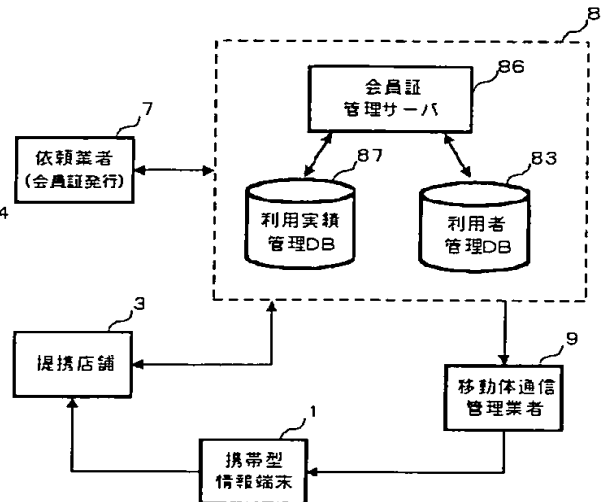 8
会員証
管理サーバ
86
7
依頼業者
(会員証発行)
4
87
利用実績
管理DB
83
利用者
管理DB
3
提携店舗
9
移動体通信
管理業者
1
携帯型
情報端末